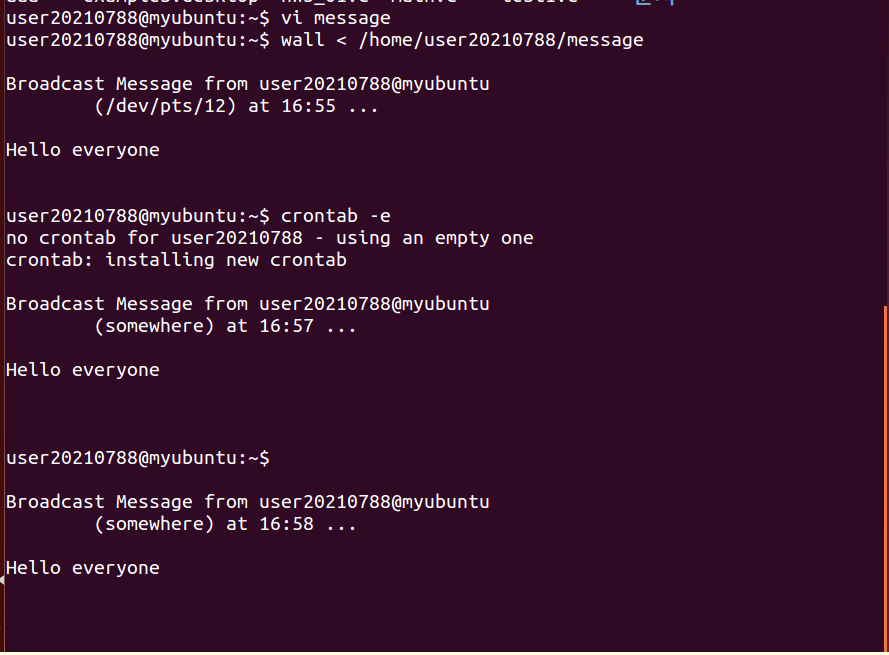 user20210788@myubuntu:~$ vi message
user20210788@myubuntu:~$ wall < /home/user20210788/message
Broadcast Message from user20210788@myubuntu
(/dev/pts/12) at 16:55 ...
Hello everyone
user20210788@myubuntu:~$ crontab -e
no crontab for user20210788 - using an empty one
crontab: installing new crontab
Broadcast Message from user20210788@myubuntu
(somewhere) at 16:57 ...
Hello everyone
user20210788@myubuntu:~$
Broadcast Message from user20210788@myubuntu
(somewhere) at 16:58 ...
Hello everyone